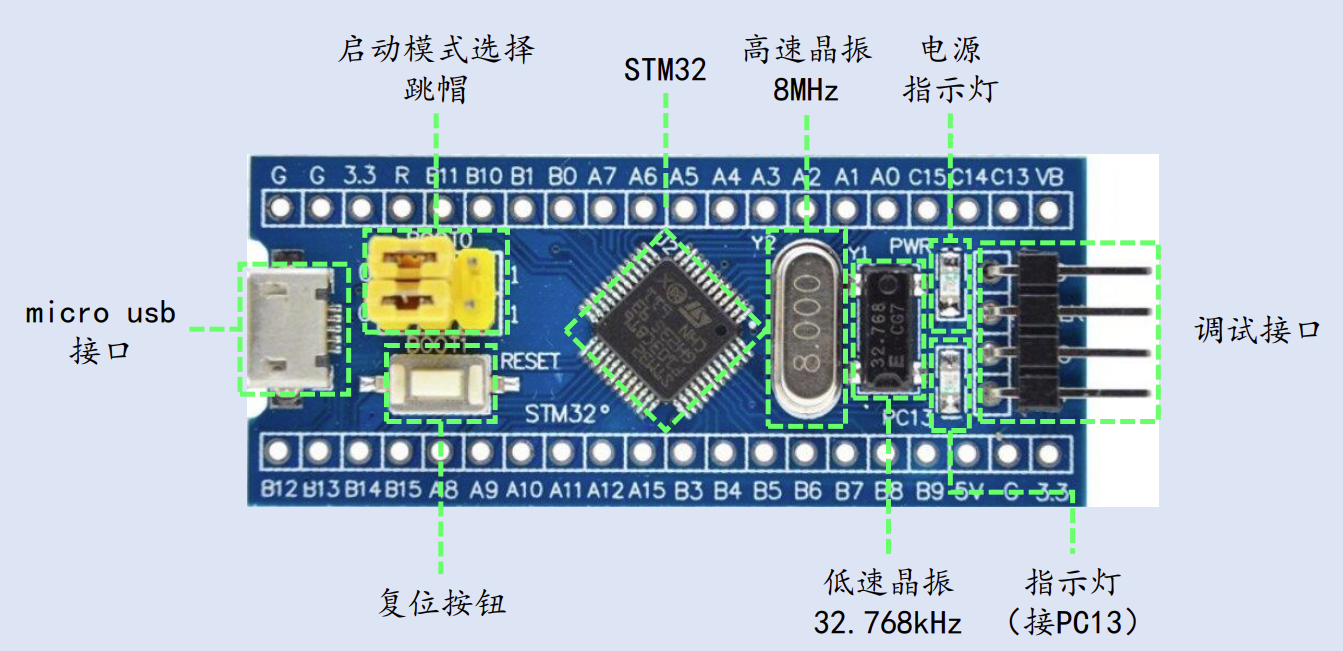 启动模式选择
跳帽
STM32
高速晶振
8MHz
电源
指示灯
G G 3.3 R B11 B10 B1 B0 A7 A6 A5 A4 A3 A2 A1 A0 C15 C14 C13 VB
BOOT0
Y2
Y1
PWR
1
1
8.000
32.768
CG7
E
micro usb
接口
调试接口
RESET
STM32
PC13
B12 B13 B14 B15 A8 A9 A10 A11 A12 A15 B3 B4 B5 B6 B7 B8 B9 5V G 3.3
复位按钮
低速晶振
32.768kHz
指示灯
(接PC13)